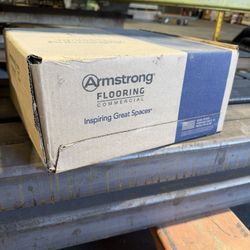 Armstrong
FLOORING
COMMERCIAL
Inspiring Great Spaces®